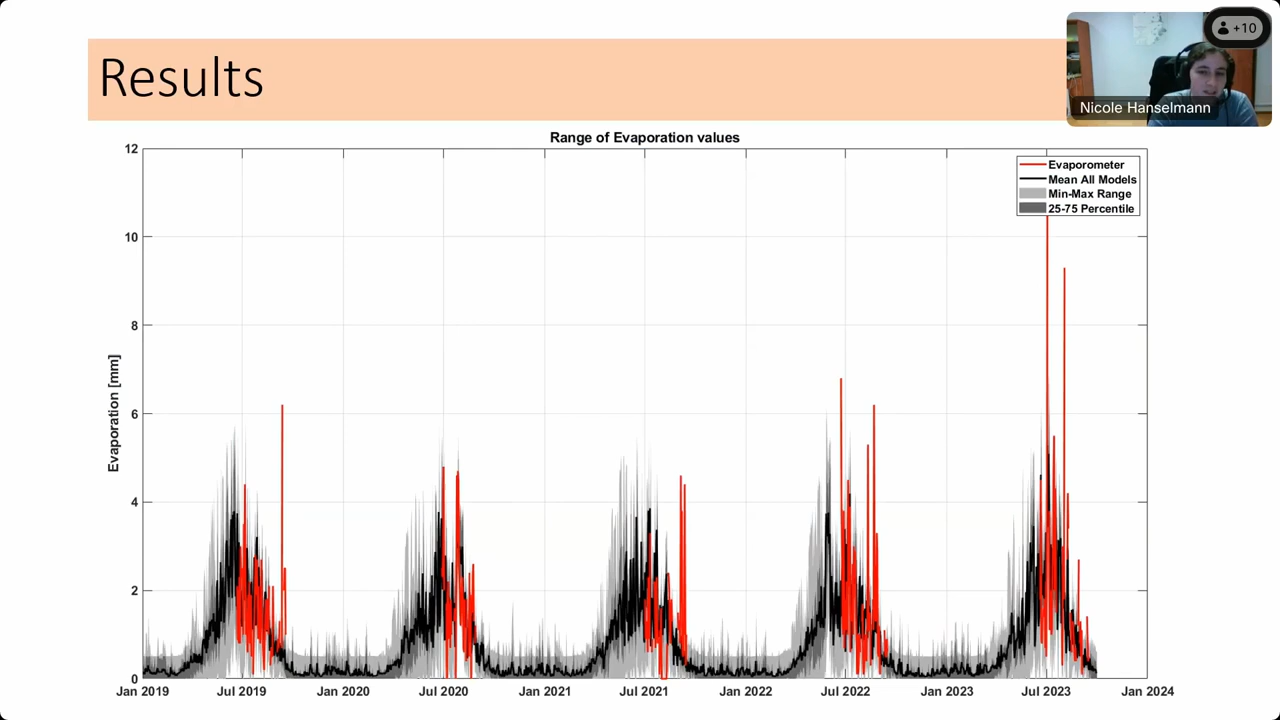 +10
Results
Nicole Hanselmann
Range of Evaporation values
12
10
8
6
4
2
0
Evaporation [mm]
Evaporometer
Mean All Models
Min-Max Range
25-75 Percentile
Jan 2019 Jul 2019 Jan 2020 Jul 2020 Jan 2021 Jul 2021 Jan 2022 Jul 2022 Jan 2023 Jul 2023 Jan 2024